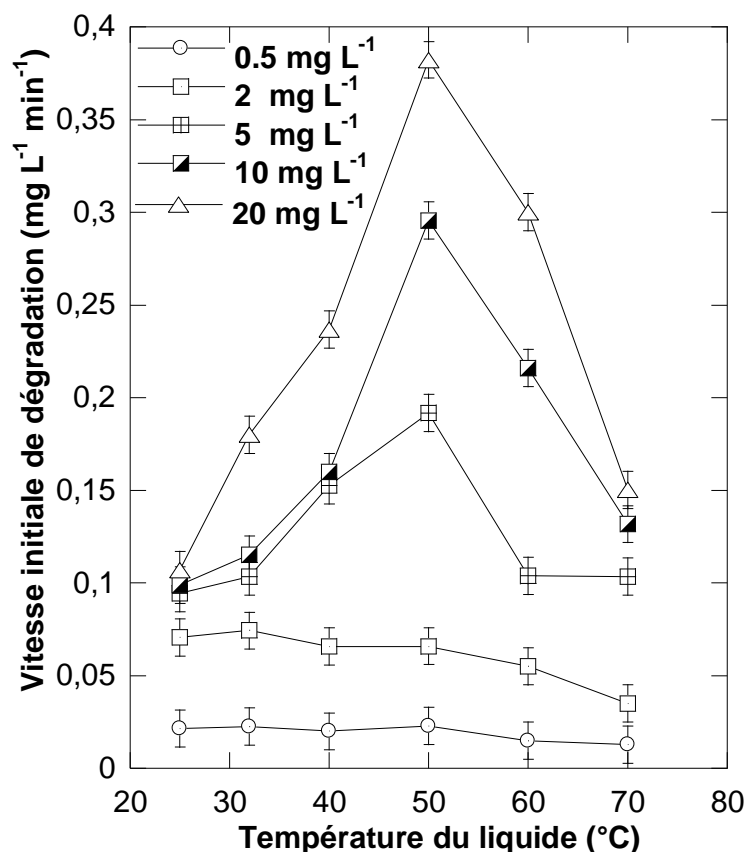 Vitesse initiale de dégradation (mg L⁻¹ min⁻¹)
0,4
0,35
0,3
0,25
0,2
0,15
0,1
0,05
0
0.5 mg L⁻¹
2 mg L⁻¹
5 mg L⁻¹
10 mg L⁻¹
20 mg L⁻¹
20 30 40 50 60 70 80
Température du liquide (°C)